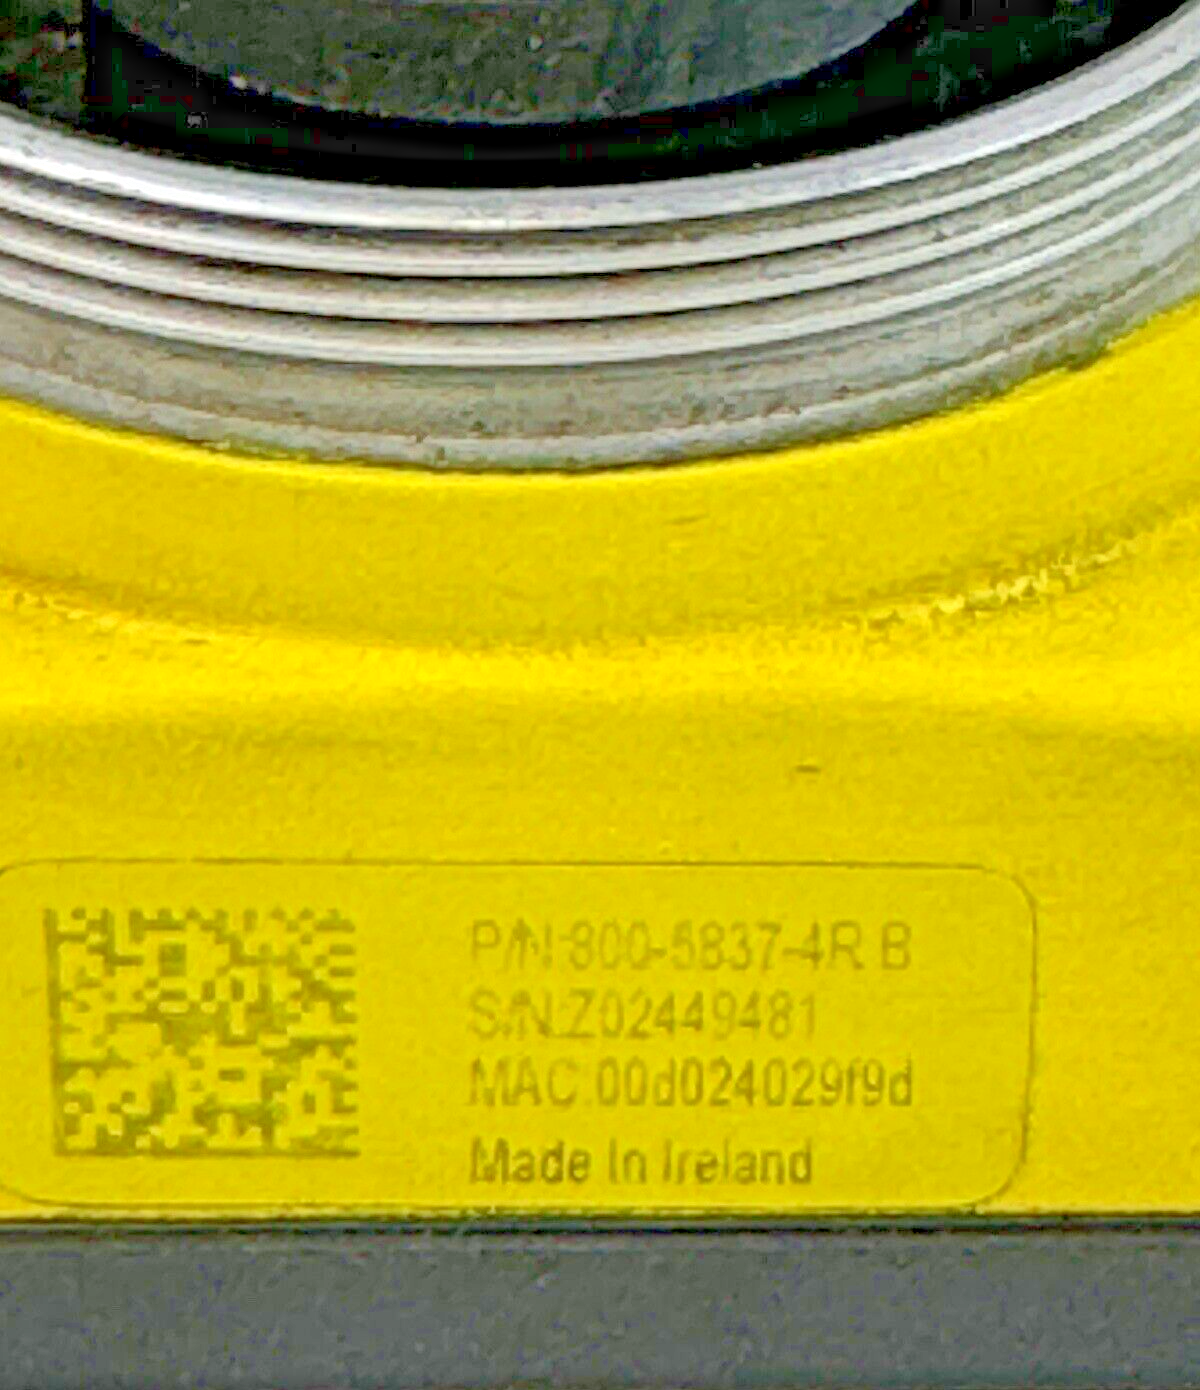 P/N:800-5837-4R B
S/N:Z02449481
MAC:00d024029f9d
Made In Ireland